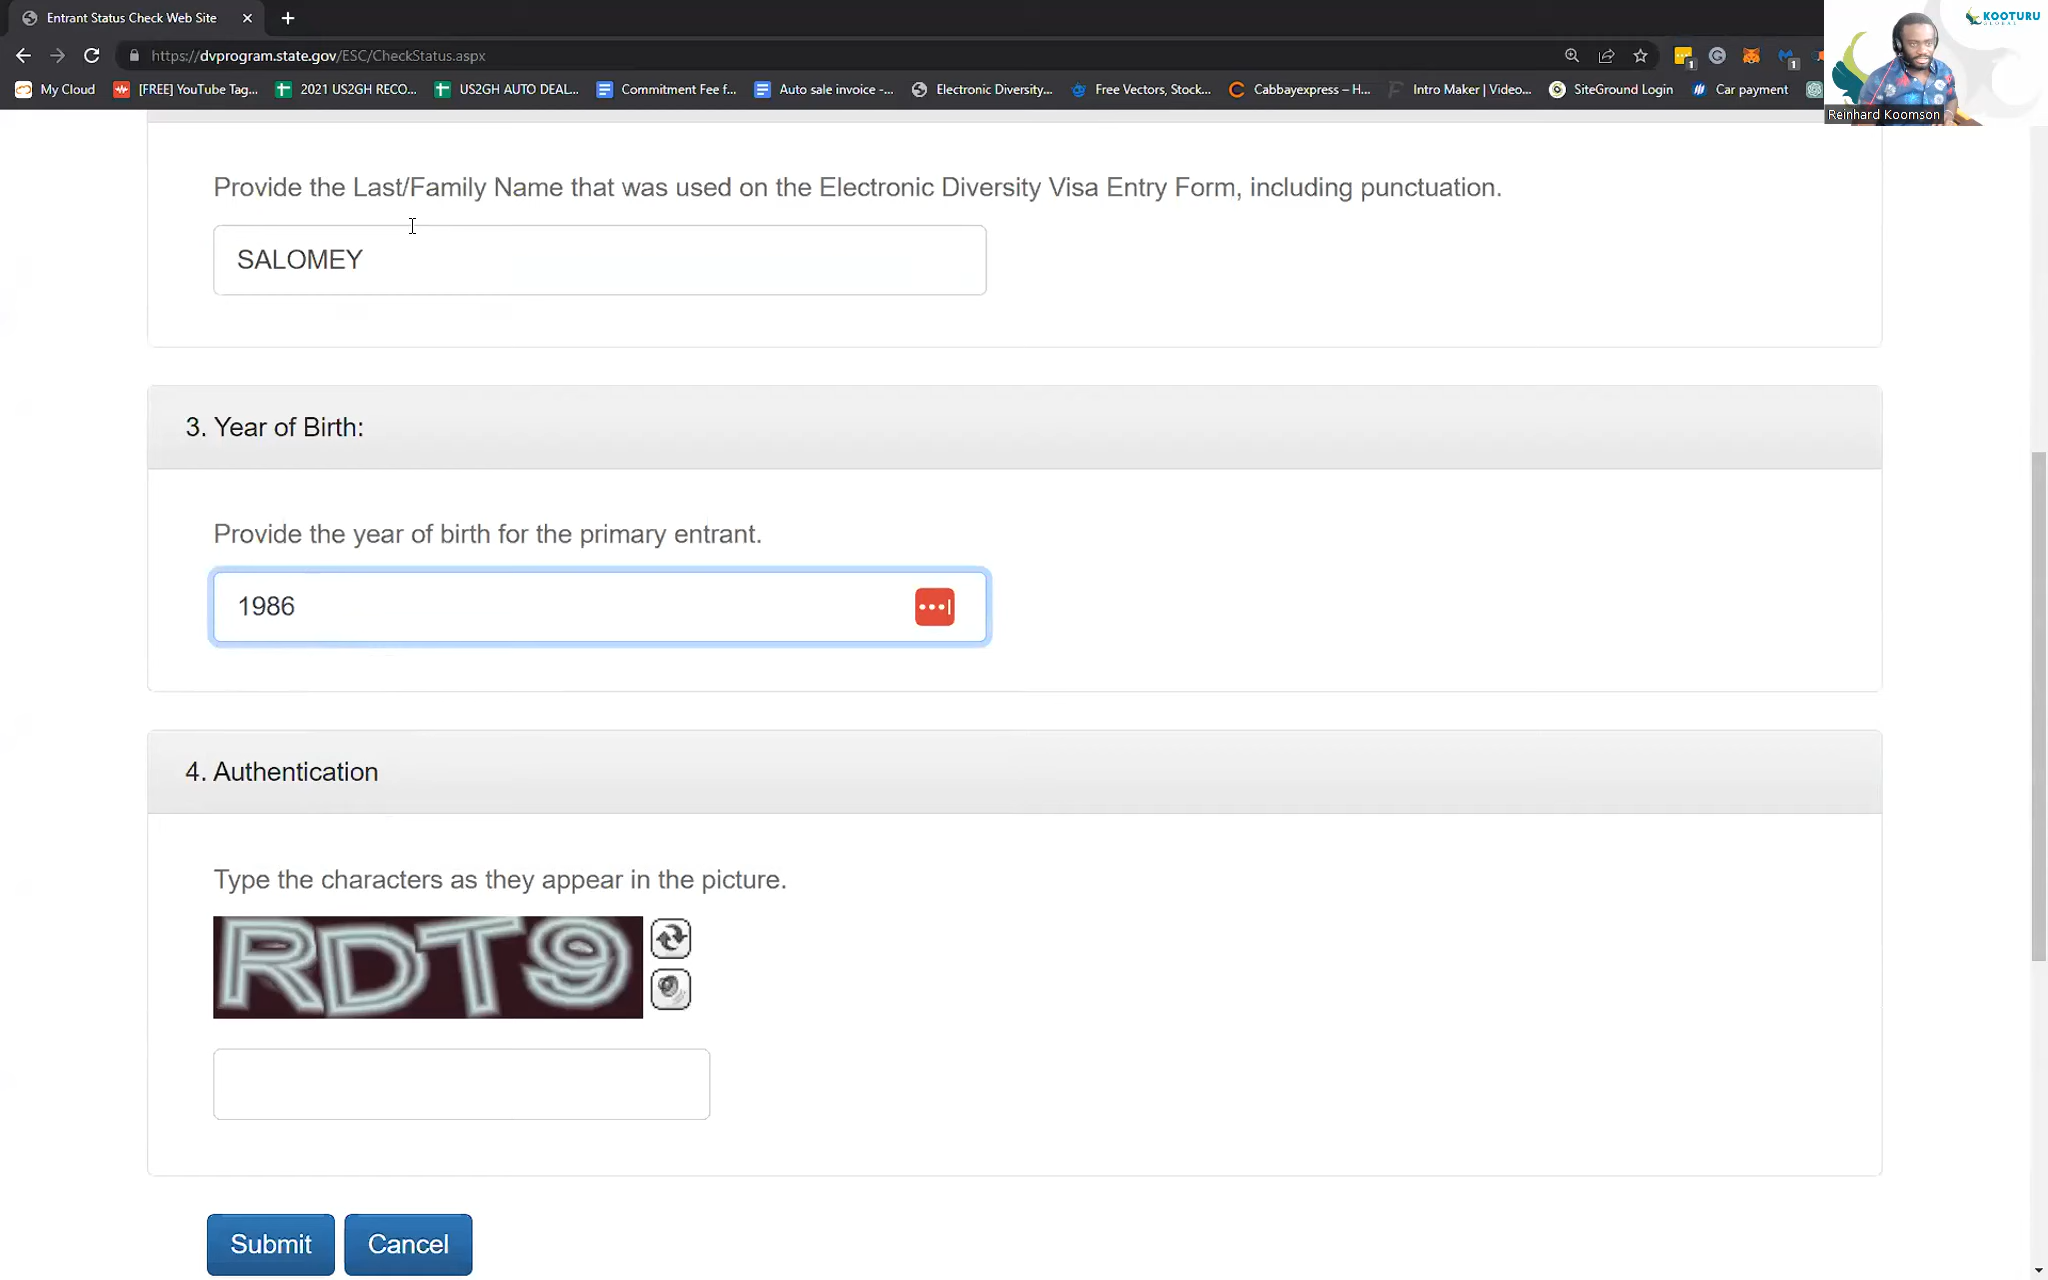 Entrant Status Check Web Site
https://dvprogram.state.gov/ESC/CheckStatus.aspx
My Cloud
[FREE] YouTube Tag...
2021 US2GH RECO...
US2GH AUTO DEAL...
Commitment Fee f...
Auto sale invoice -...
Electronic Diversity...
Free Vectors, Stock...
Cabbayexpress – H...
Intro Maker | Video...
SiteGround Login
Car payment
1
1
KOOTURU
GLOBAL
Reinhard Koomson
Provide the Last/Family Name that was used on the Electronic Diversity Visa Entry Form, including punctuation.
SALOMEY
3. Year of Birth:
Provide the year of birth for the primary entrant.
1986
4. Authentication
Type the characters as they appear in the picture.
RDT9
Submit
Cancel